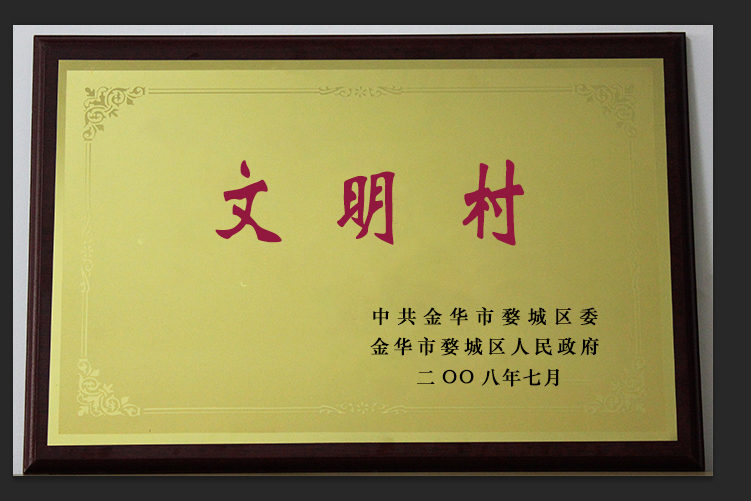 文明村
中共金华市婺城区委
金华市婺城区人民政府
二OO八年七月